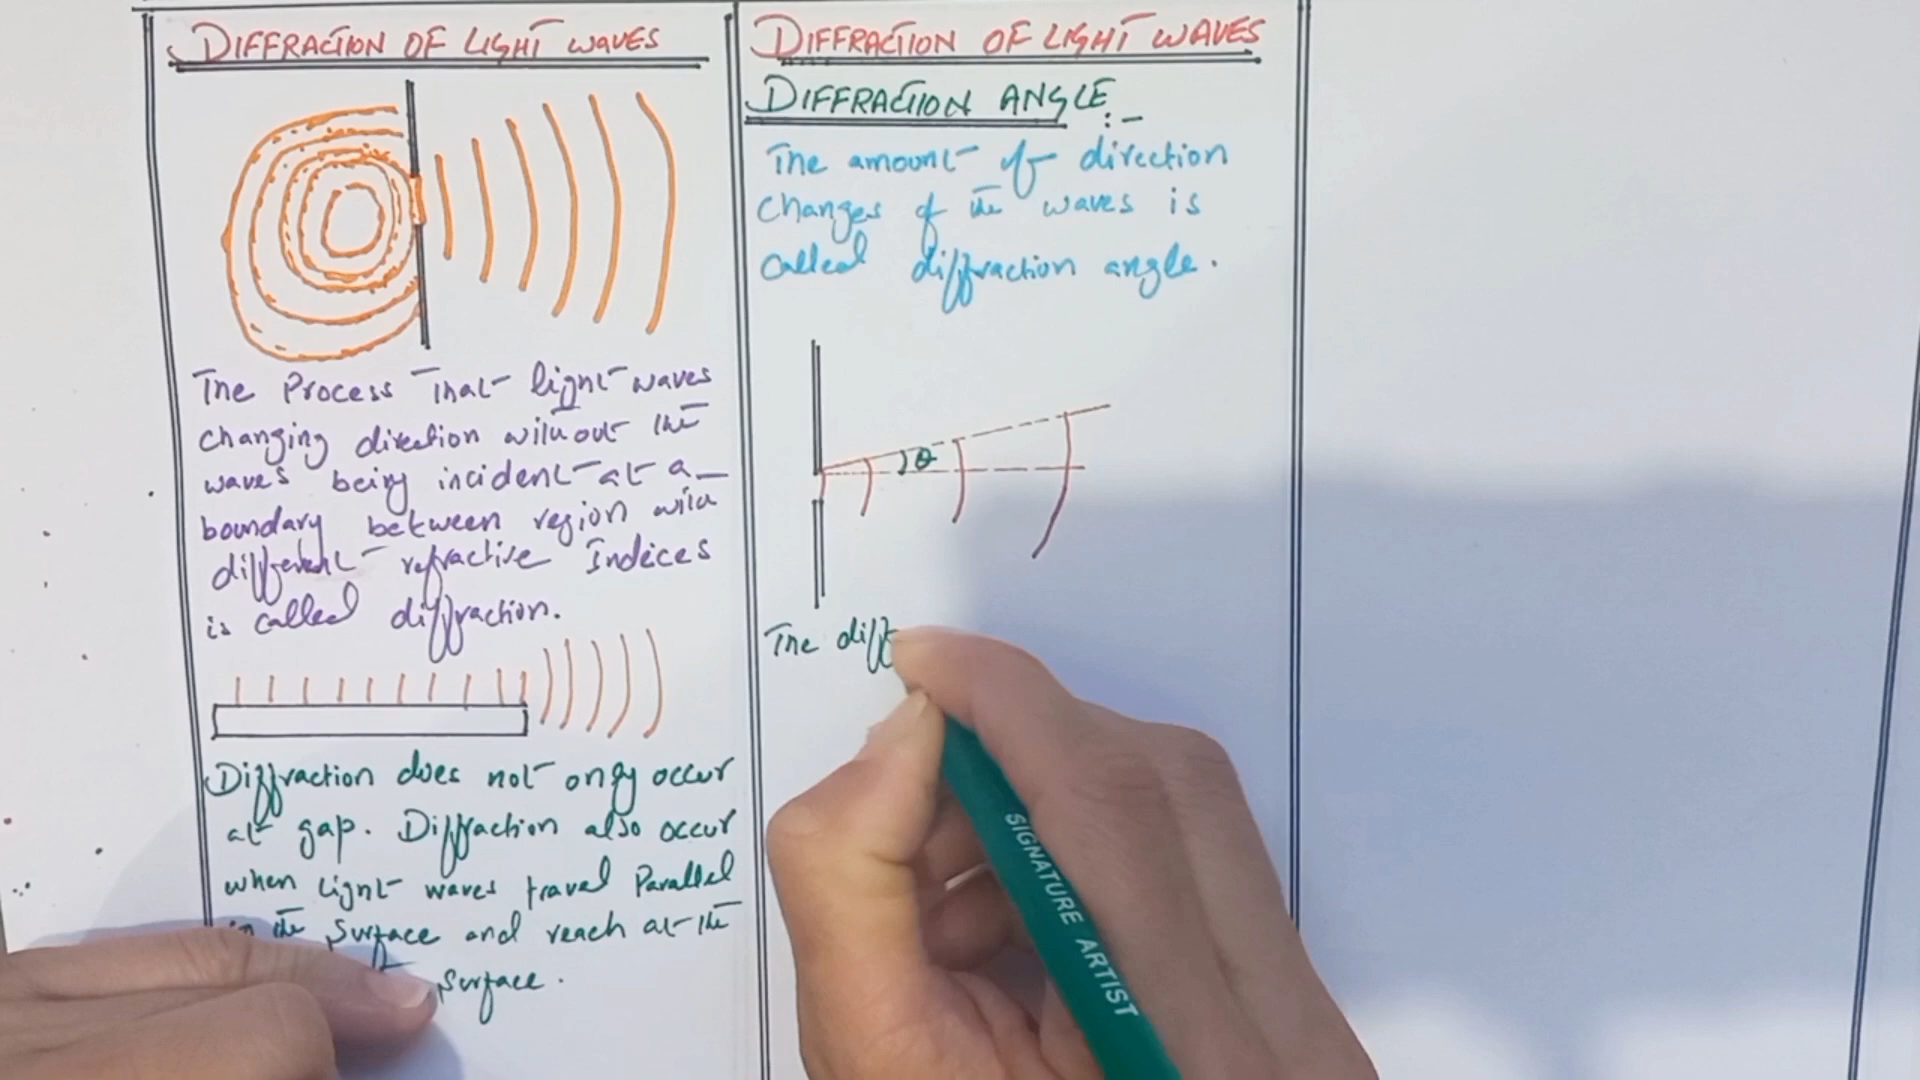 DIFFRACTION OF LIGHT WAVES
The Process That light waves
changing direction without the
waves being incident at a
boundary between region with
different refractive Indices
is called diffraction.
Diffraction does not only occur
at gap. Diffraction also occur
when light waves travel Parallel
the Surface and reach at the
surface.
DIFFRACTION OF LIGHT WAVES
DIFFRACTION ANGLE :-
The amount of direction
changes of the waves is
called diffraction angle.
θ
The diff
SIGNATURE ARTIST